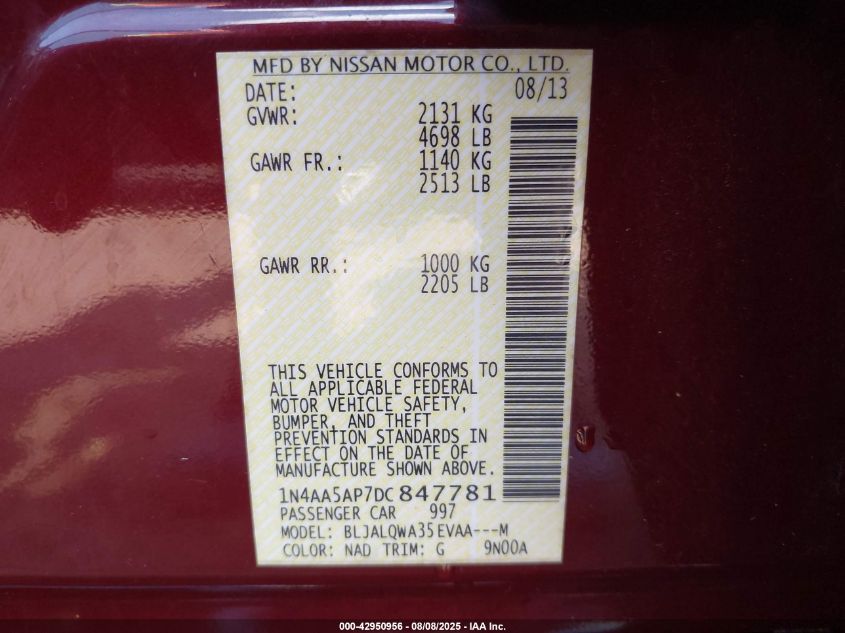 MFD BY NISSAN MOTOR CO., LTD.
DATE: 08/13
GVWR: 2131 KG
4698 LB
GAWR FR.: 1140 KG
2513 LB
GAWR RR.: 1000 KG
2205 LB
THIS VEHICLE CONFORMS TO
ALL APPLICABLE FEDERAL
MOTOR VEHICLE SAFETY,
BUMPER, AND THEFT
PREVENTION STANDARDS IN
EFFECT ON THE DATE OF
MANUFACTURE SHOWN ABOVE.
1N4AA5AP7DC847781
PASSENGER CAR 997
MODEL: BLJALQWA35EVAA---M
COLOR: NAD TRIM: G 9N00A
000-42950956 - 08/08/2025 - IAA Inc.